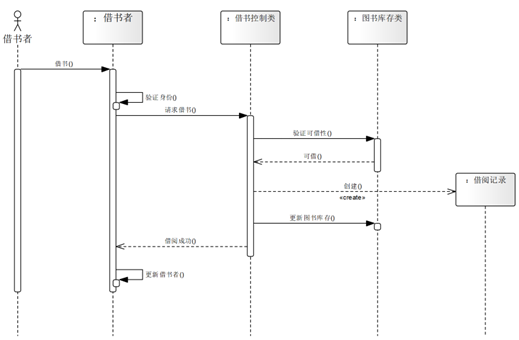 借书者
: 借书者
: 借书控制类
: 图书库存类
借书()
验证身份()
请求借书()
验证可借性()
可借()
: 借阅记录
创建()
«create»
更新图书库存()
借阅成功()
更新借书者()